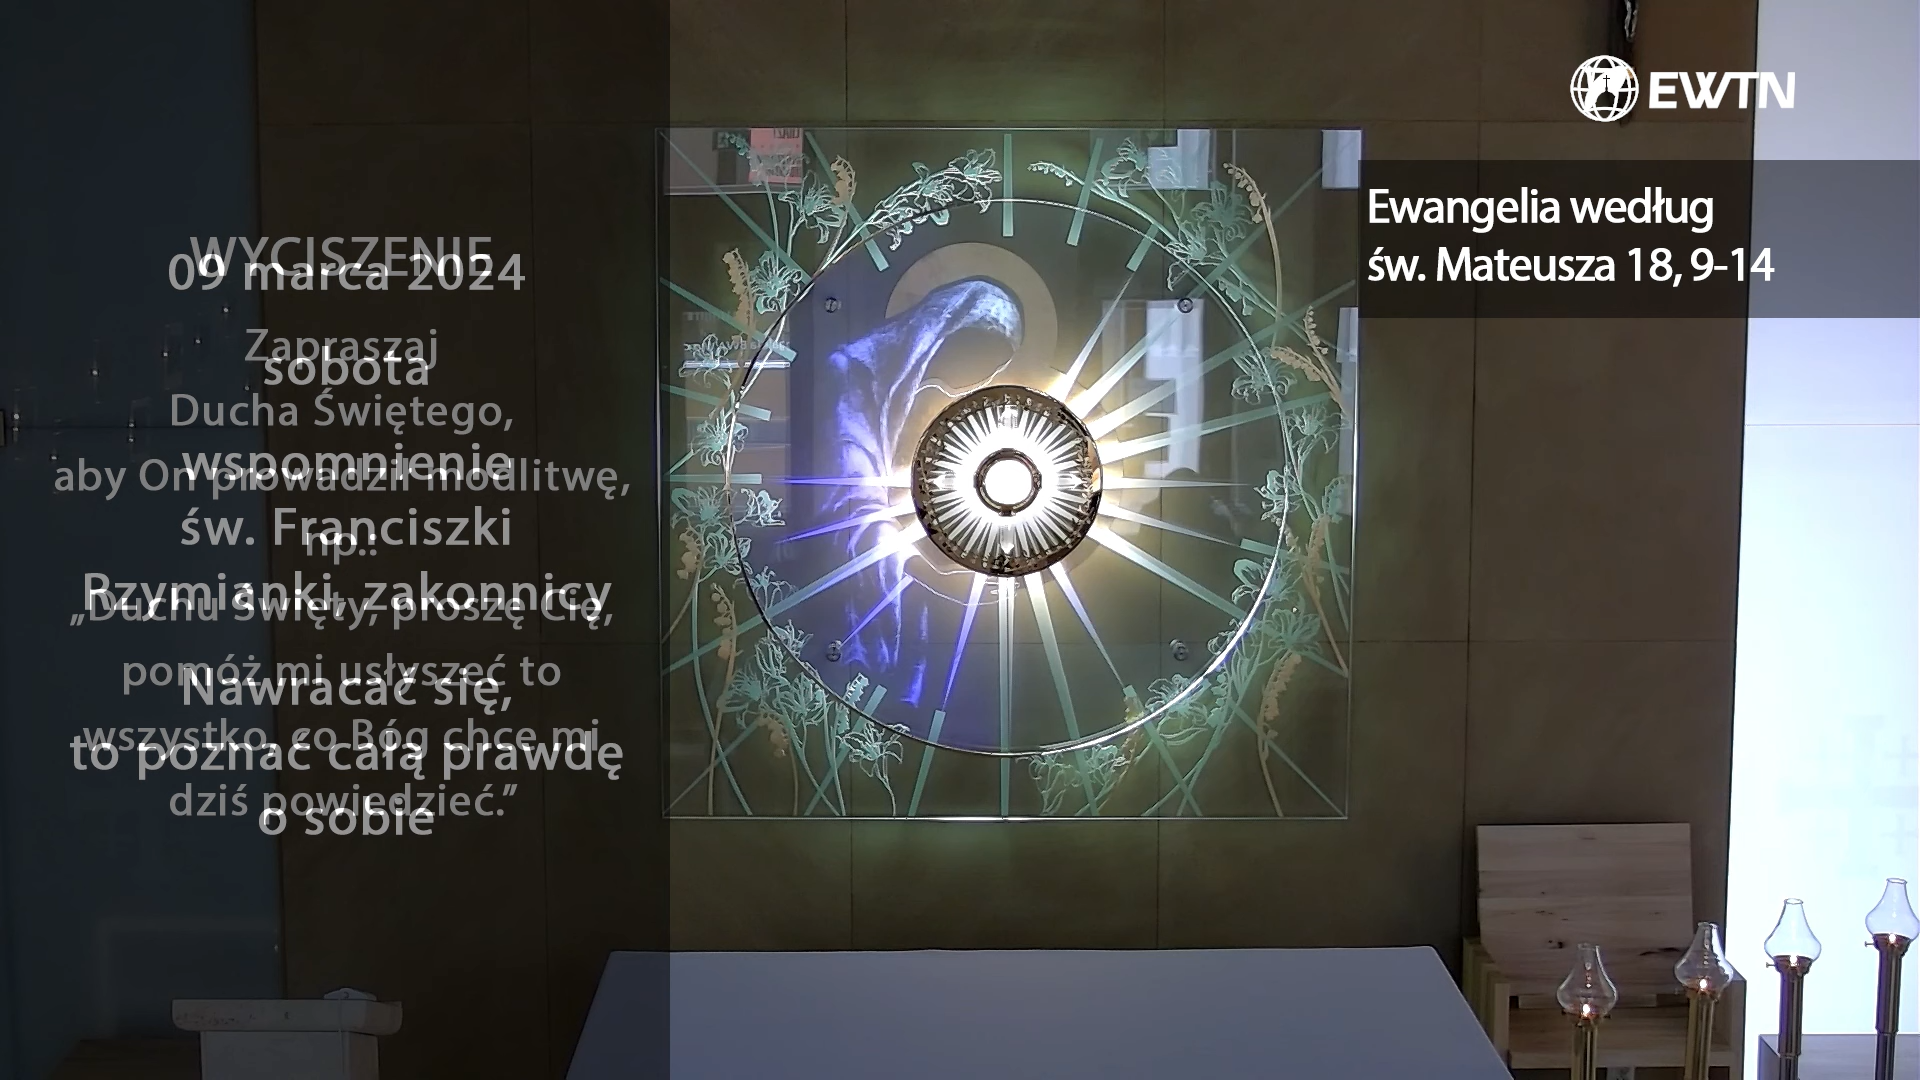 EWTN
Ewangelia według
św. Mateusza 18, 9-14
09 marca 2024
sobota
wspomnienie
św. Franciszki
Rzymianki, zakonnicy
Nawracać się,
to poznać całą prawdę
o sobie
WYCISZENIE
Zapraszaj
Ducha Świętego,
aby On prowadził modlitwę,
np.:
„Duchu Święty, proszę Cię,
pomóż mi usłyszeć to
wszystko, co Bóg chce mi
dziś powiedzieć.”